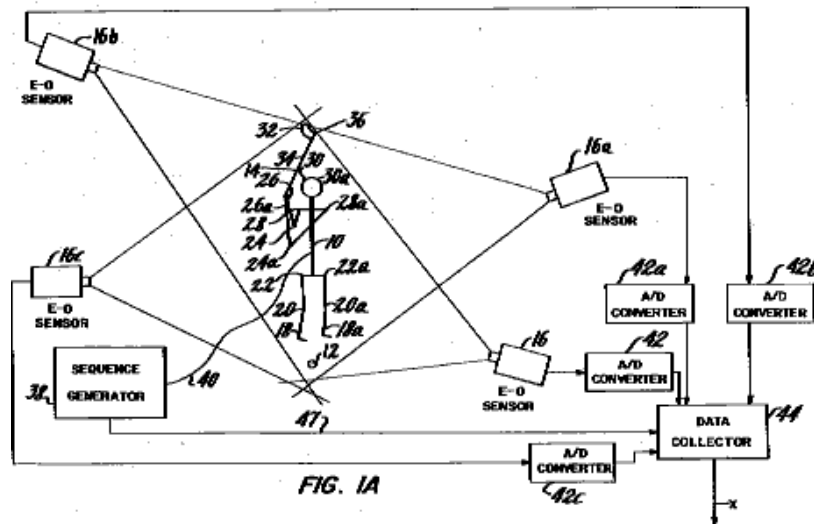 16b
E-O
SENSOR
32
36
34
30
14
30a
26
26a
28a
28
24
24a
10
16a
E-O
SENSOR
16c
E-O
SENSOR
22
22a
20
20a
18
18a
12
42a
A/D
CONVERTER
42b
A/D
CONVERTER
16
E-O
SENSOR
42
A/D
CONVERTER
SEQUENCE
GENERATOR
38
40
47
DATA
COLLECTOR
44
A/D
CONVERTER
42c
x
FIG. 1A